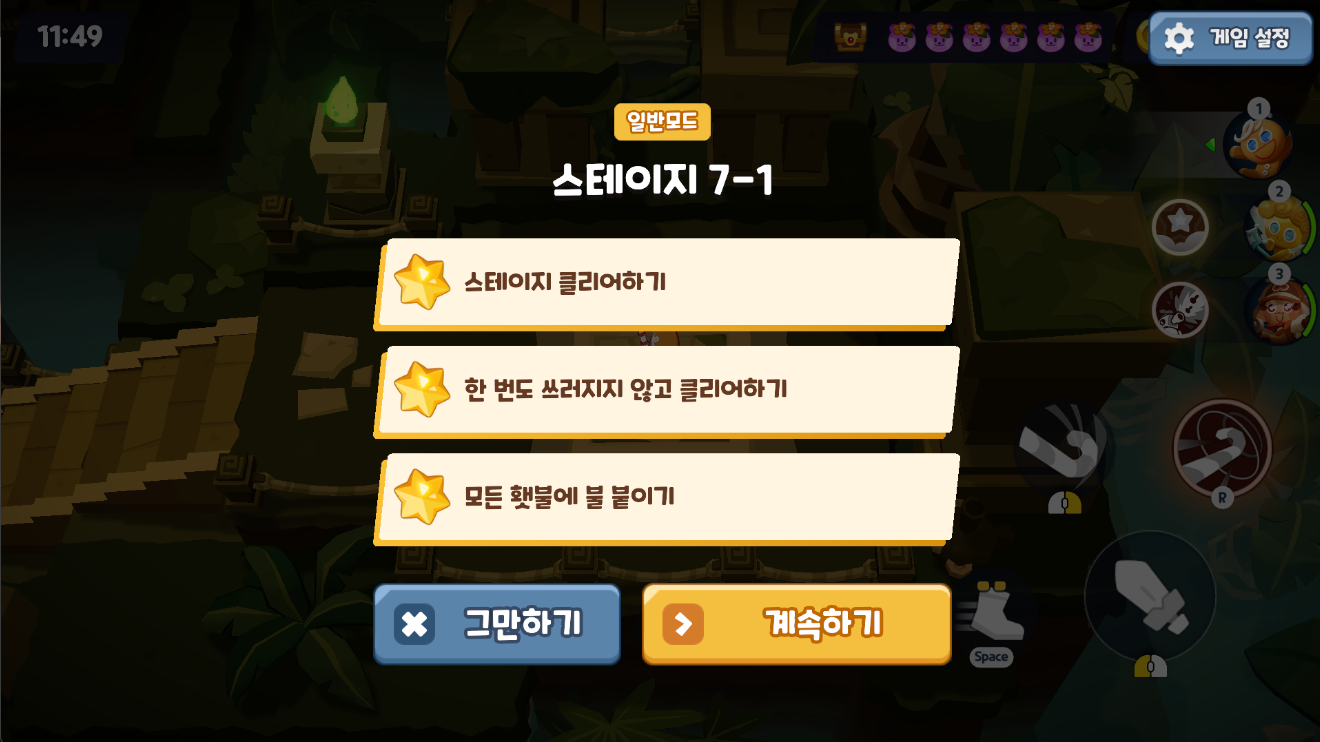 11:49
게임 설정
일반모드
스테이지 7-1
1
2
3
스테이지 클리어하기
한 번도 쓰러지지 않고 클리어하기
모든 횃불에 불 붙이기
R
그만하기
계속하기
Space